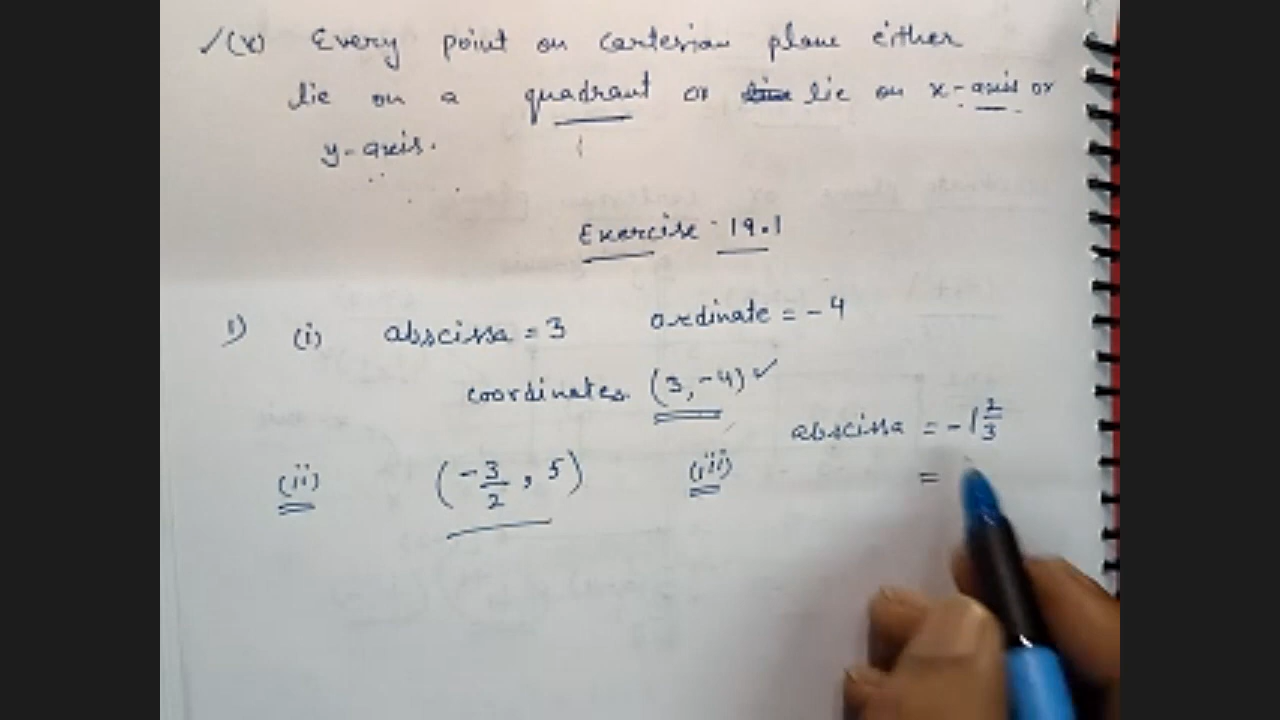 ✓(x) Every point on cartesian plane either
lie on a quadrant or lie on x-axis or
y-axis.
Exercise 19.1
1) (i) abscissa = 3 ordinate = -4
coordinates (3, -4) ✓
(ii) (-3/2, 5) (iii) abscissa = -1 2/3
=